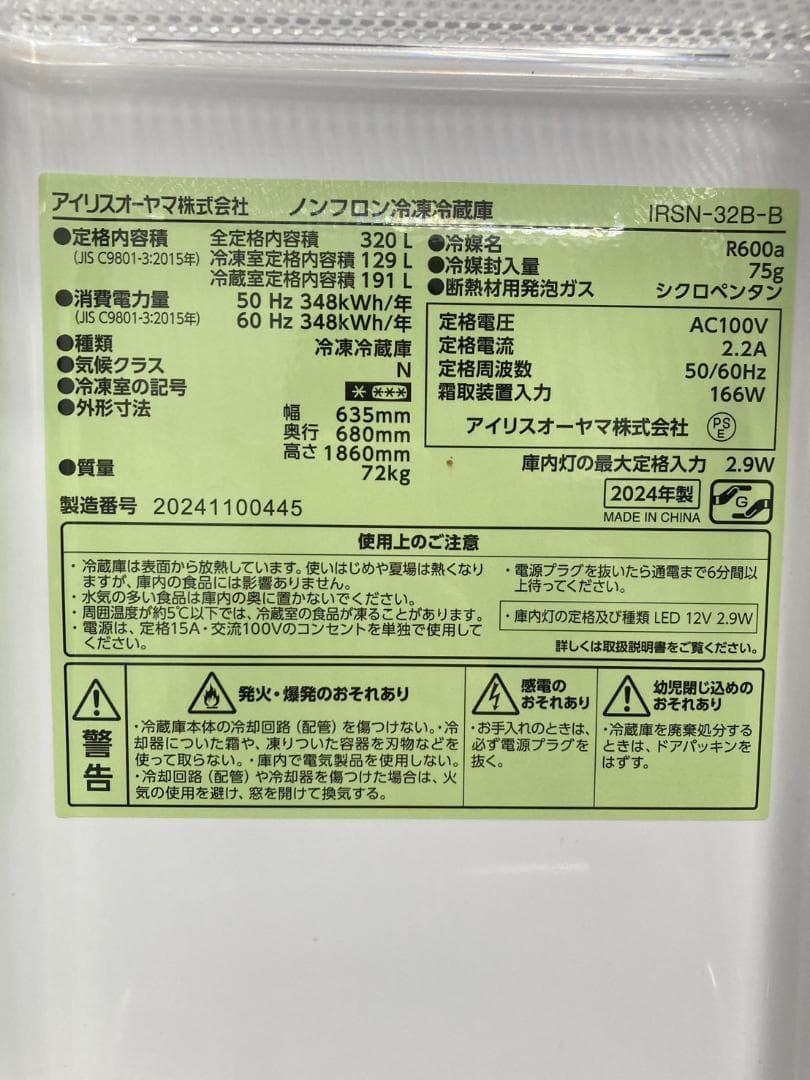 アイリスオーヤマ株式会社 ノンフロン冷凍冷蔵庫 IRSN-32B-B
●定格内容積 全定格内容積 320 L
(JIS C9801-3:2015年) 冷凍室定格内容積 129 L
冷蔵室定格内容積 191 L
●消費電力量 50 Hz 348kWh/年
(JIS C9801-3:2015年) 60 Hz 348kWh/年
●種類 冷凍冷蔵庫
●気候クラス N
●冷凍室の記号 * ***
●外形寸法 幅 635mm
奥行 680mm
高さ 1860mm
●質量 72kg
製造番号 20241100445
●冷媒名 R600a
●冷媒封入量 75g
●断熱材用発泡ガス シクロペンタン
定格電圧 AC100V
定格電流 2.2A
定格周波数 50/60Hz
霜取装置入力 166W
アイリスオーヤマ株式会社 PSE
庫内灯の最大定格入力 2.9W
2024年製
MADE IN CHINA
G
使用上のご注意
・冷蔵庫は表面から放熱しています。使いはじめや夏場は熱くなり
ますが、庫内の食品には影響ありません。
・水気の多い食品は庫内の奥に置かないでください。
・周囲温度が約5℃以下では、冷蔵室の食品が凍ることがあります。
・電源は、定格15A・交流100Vのコンセントを単独で使用して
ください。
・電源プラグを抜いたら通電まで6分間以
上待ってください。
・庫内灯の定格及び種類 LED 12V 2.9W
詳しくは取扱説明書をご覧ください。
警告
発火・爆発のおそれあり
・冷蔵庫本体の冷却回路（配管）を傷つけない。・冷
却器についた霜や、凍りついた容器を刃物などを
使って取らない。・庫内で電気製品を使用しない。
・冷却回路（配管）や冷却器を傷つけた場合は、火
気の使用を避け、窓を開けて換気する。
感電の
おそれあり
・お手入れのときは、
必ず電源プラグを
抜く。
幼児閉じ込めの
おそれあり
・冷蔵庫を廃棄処分する
ときは、ドアパッキンを
はずす。